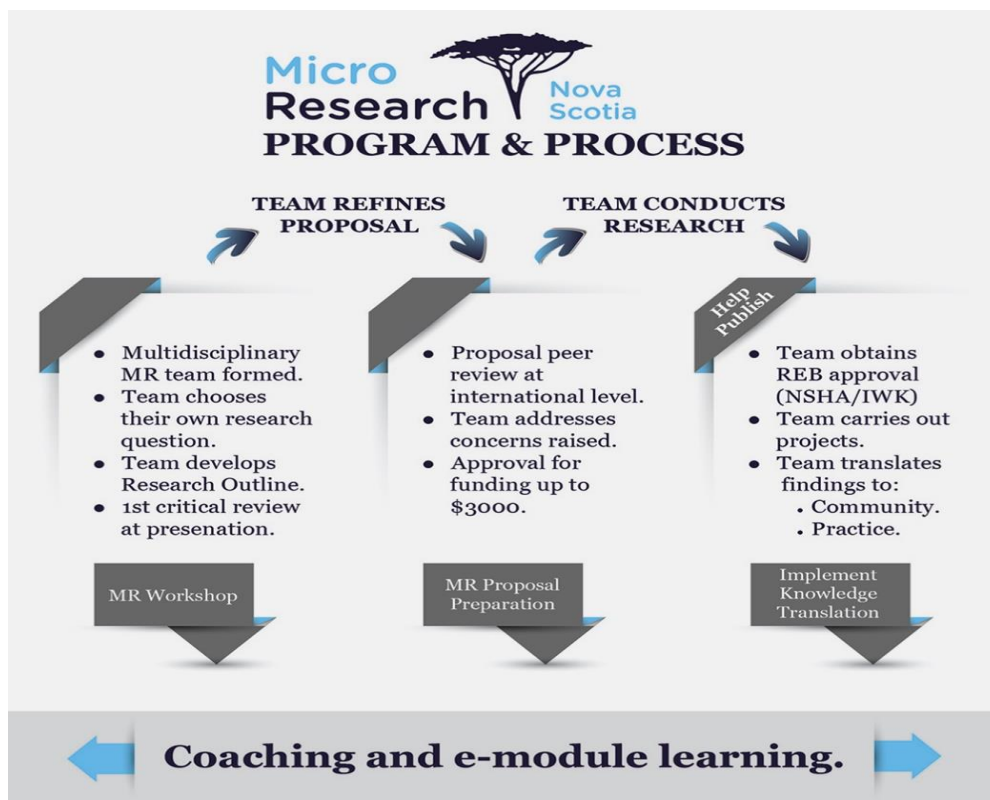 Micro
Research
Nova
Scotia
PROGRAM & PROCESS
TEAM REFINES
PROPOSAL
TEAM CONDUCTS
RESEARCH
• Multidisciplinary
MR team formed.
• Team chooses
their own research
question.
• Team develops
Research Outline.
• 1st critical review
at presenation.
MR Workshop
• Proposal peer
review at
international level.
• Team addresses
concerns raised.
• Approval for
funding up to
$3000.
MR Proposal
Preparation
Help
Publish
• Team obtains
REB approval
(NSHA/IWK)
• Team carries out
projects.
• Team translates
findings to:
• Community.
• Practice.
Implement
Knowledge
Translation
Coaching and e-module learning.